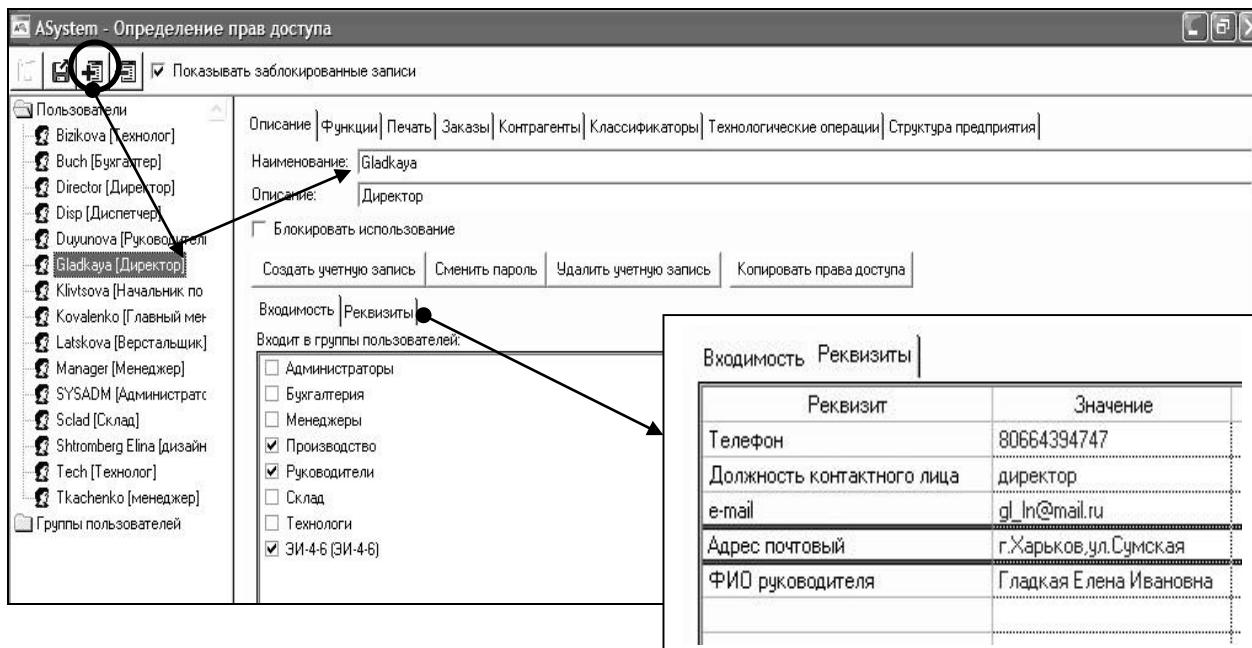 ASystem - Определение прав доступа
Показывать заблокированные записи
Пользователи
Bizikova [Технолог]
Buch [Бухгалтер]
Director [Директор]
Disp [Диспетчер]
Duyunova [Руководител
Gladkaya [Директор]
Klivtsova [Начальник по
Kovalenko [Главный мен
Latskova [Верстальщик]
Manager [Менеджер]
SYSADM [Администратс
Sclad [Склад]
Shtromberg Elina [дизайн
Tech [Технолог]
Tkachenko [менеджер]
Группы пользователей
Описание Функции Печать Заказы Контрагенты Классификаторы Технологические операции Структура предприятия
Наименование: Gladkaya
Описание: Директор
Блокировать использование
Создать учетную запись Сменить пароль Удалить учетную запись Копировать права доступа
Входимость Реквизиты
Входит в группы пользователей:
Администраторы
Бухгалтерия
Менеджеры
Производство
Руководители
Склад
Технологи
ЭИ-4-6 (ЭИ-4-6)
Входимость Реквизиты
Реквизит Значение
Телефон 80664394747
Должность контактного лица директор
e-mail gl_ln@mail.ru
Адрес почтовый г.Харьков,ул.Сумская
ФИО руководителя Гладкая Елена Ивановна